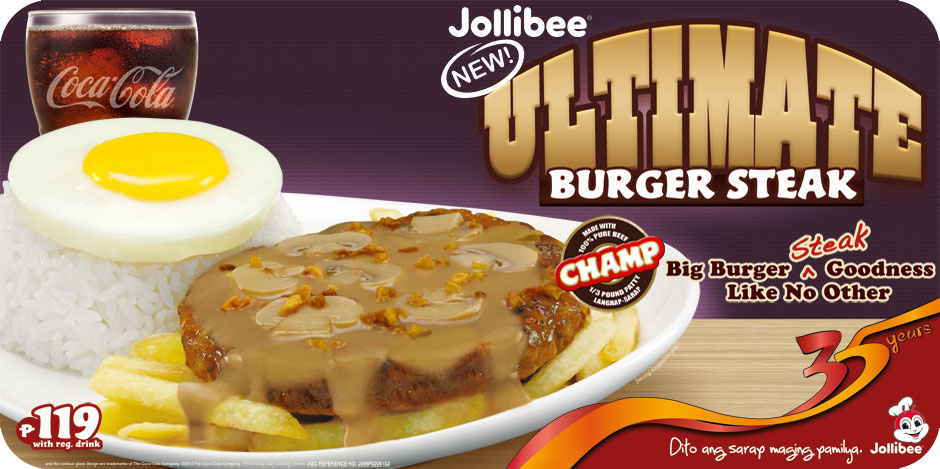 Jollibee
NEW!
Coca-Cola
ULTIMATE
BURGER STEAK
MADE WITH
100% PURE BEEF
CHAMP
1/3 POUND PATTY
LANGHAP-SARAP
Steak
Big Burger ^ Goodness
Like No Other
35 years
₱119
with reg. drink
Dito ang sarap maging pamilya. Jollibee